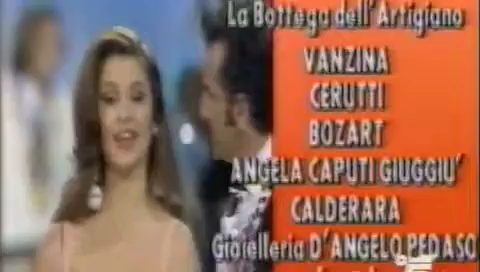 La Bottega dell'Artigiano
VANZINA
CERUTTI
BOZART
ANGELA CAPUTI GIUGGIU'
CALDERARA
Gioielleria D'ANGELO PEDASO